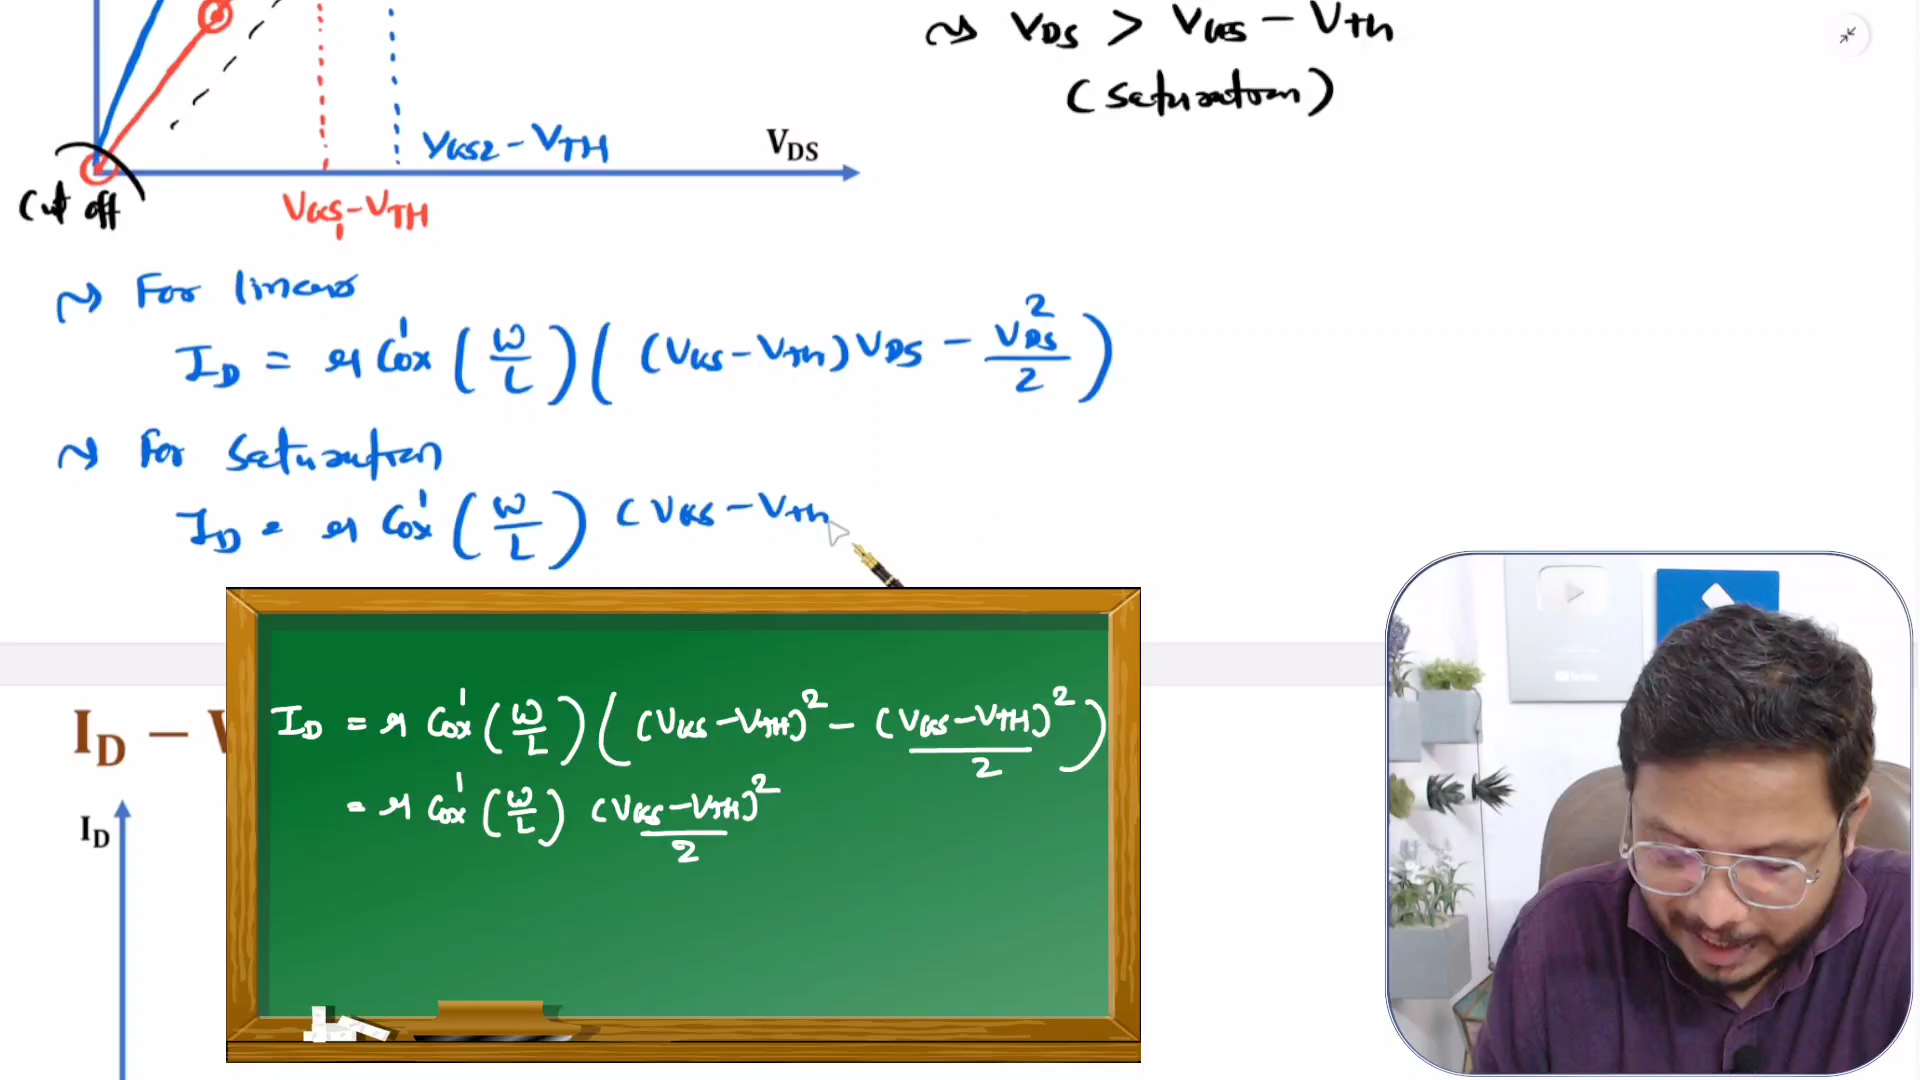 ~> VDS > VGS − Vth
(Saturation)
VGS2 − VTH
VDS
Cut off
VGS1 − VTH
~> For linear
ID = μ Cox' (W/L) ( (VGS − Vth) VDS − VDS²/2 )
~> For Saturation
ID = μ Cox' (W/L) (VGS − Vth
ID = μ Cox' (W/L) ( (VGS − VTH)² − (VGS − VTH)²/2 )
= μ Cox' (W/L) (VGS − VTH)²/2
ID − V
ID